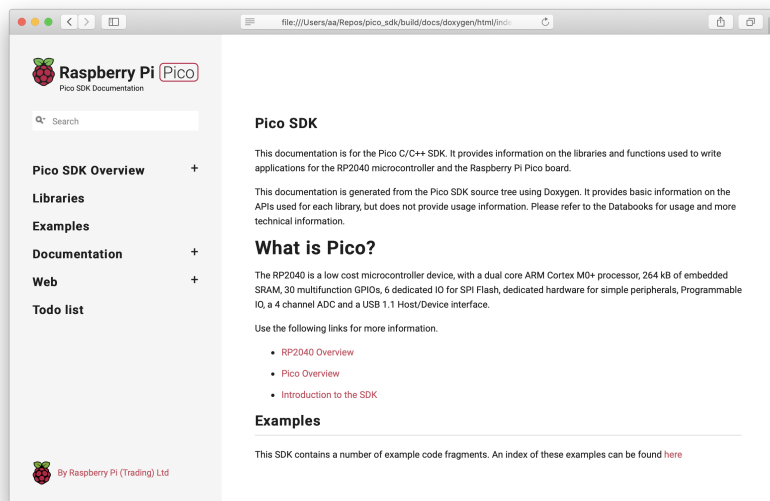 file:///Users/aa/Repos/pico_sdk/build/docs/doxygen/html/inde
Raspberry Pi Pico
Pico SDK Documentation
Search
Pico SDK Overview +
Libraries
Examples
Documentation +
Web +
Todo list
By Raspberry Pi (Trading) Ltd
Pico SDK
This documentation is for the Pico C/C++ SDK. It provides information on the libraries and functions used to write
applications for the RP2040 microcontroller and the Raspberry Pi Pico board.
This documentation is generated from the Pico SDK source tree using Doxygen. It provides basic information on the
APIs used for each library, but does not provide usage information. Please refer to the Databooks for usage and more
technical information.
What is Pico?
The RP2040 is a low cost microcontroller device, with a dual core ARM Cortex M0+ processor, 264 kB of embedded
SRAM, 30 multifunction GPIOs, 6 dedicated IO for SPI Flash, dedicated hardware for simple peripherals, Programmable
IO, a 4 channel ADC and a USB 1.1 Host/Device interface.
Use the following links for more information.
• RP2040 Overview
• Pico Overview
• Introduction to the SDK
Examples
This SDK contains a number of example code fragments. An index of these examples can be found here